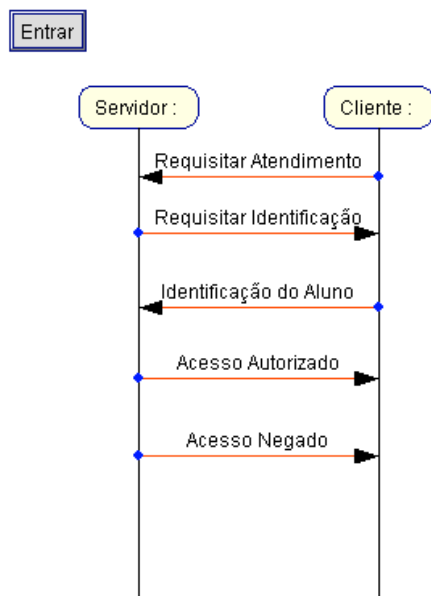 Entrar
Servidor :
Cliente :
Requisitar Atendimento
Requisitar Identificação
Identificação do Aluno
Acesso Autorizado
Acesso Negado